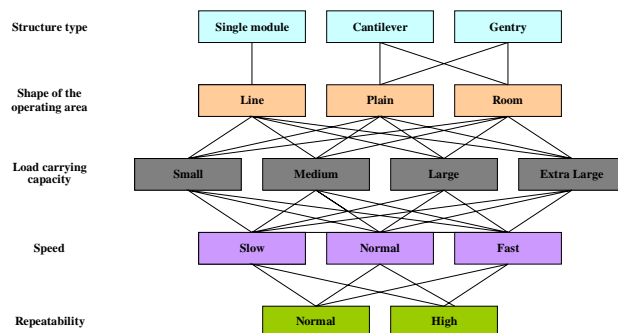 Structure type
Single module
Cantilever
Gentry
Shape of the
operating area
Line
Plain
Room
Load carrying
capacity
Small
Medium
Large
Extra Large
Speed
Slow
Normal
Fast
Repeatability
Normal
High